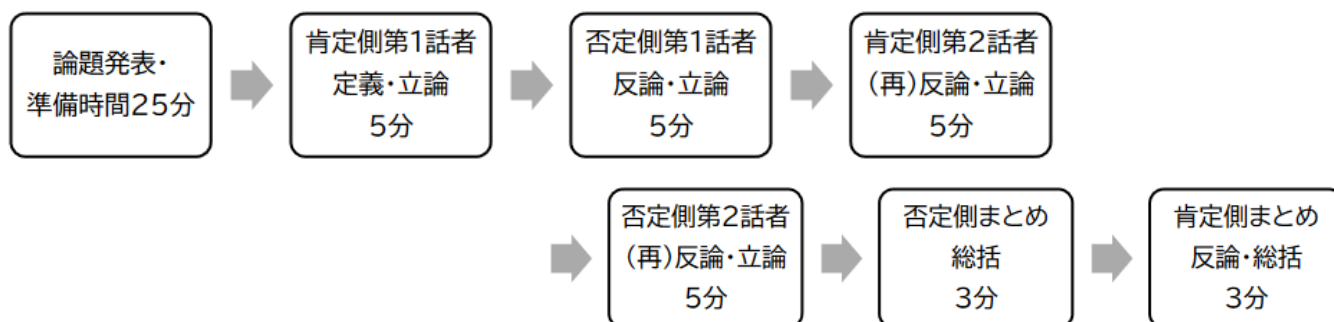 論題発表・
準備時間25分
肯定側第1話者
定義・立論
5分
否定側第1話者
反論・立論
5分
肯定側第2話者
(再)反論・立論
5分
否定側第2話者
(再)反論・立論
5分
否定側まとめ
総括
3分
肯定側まとめ
反論・総括
3分